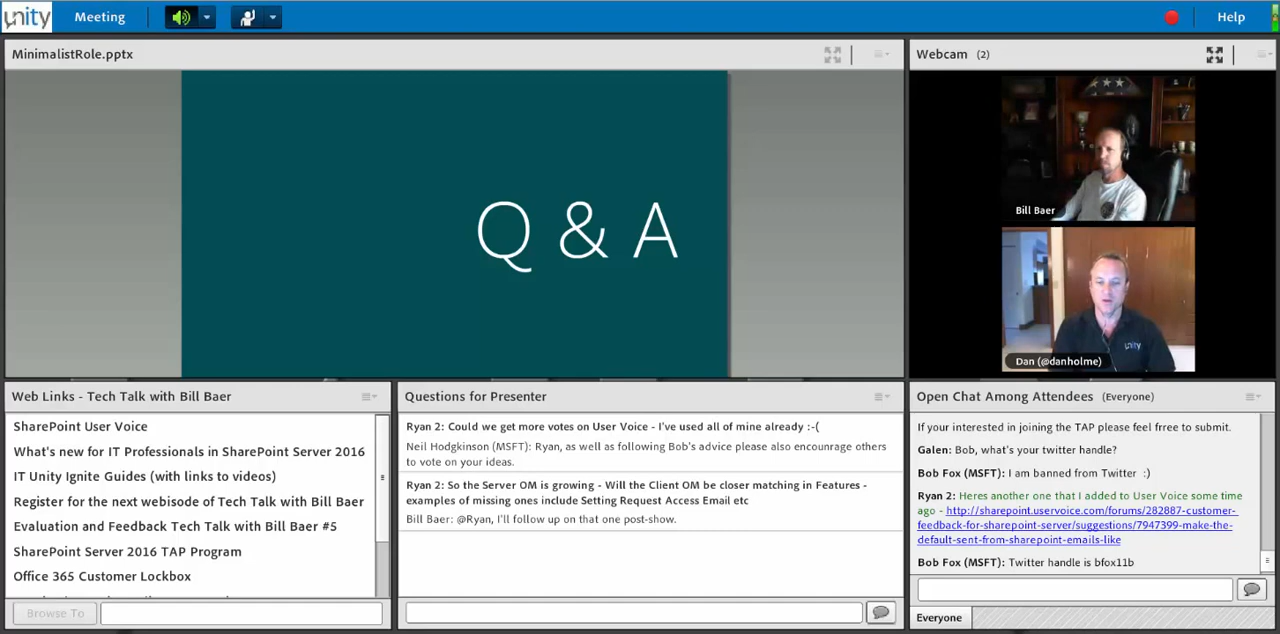 unity
Meeting
Help
MinimalistRole.pptx
Q & A
Webcam (2)
Bill Baer
unity
Dan (@danholme)
Web Links - Tech Talk with Bill Baer
SharePoint User Voice
What's new for IT Professionals in SharePoint Server 2016
IT Unity Ignite Guides (with links to videos)
Register for the next webisode of Tech Talk with Bill Baer
Evaluation and Feedback Tech Talk with Bill Baer #5
SharePoint Server 2016 TAP Program
Office 365 Customer Lockbox
Browse To
Questions for Presenter
Ryan 2: Could we get more votes on User Voice - I've used all of mine already :-(
Neil Hodgkinson (MSFT): Ryan, as well as following Bob's advice please also encourage others
to vote on your ideas.
Ryan 2: So the Server OM is growing - Will the Client OM be closer matching in Features -
examples of missing ones include Setting Request Access Email etc
Bill Baer: @Ryan, I'll follow up on that one post-show.
Open Chat Among Attendees (Everyone)
If your interested in joining the TAP please feel frree to submit.
Galen: Bob, what's your twitter handle?
Bob Fox (MSFT): I am banned from Twitter :)
Ryan 2: Heres another one that I added to User Voice some time
ago - http://sharepoint.uservoice.com/forums/282887-customer-
feedback-for-sharepoint-server/suggestions/7947399-make-the-
default-sent-from-sharepoint-emails-like
Bob Fox (MSFT): Twitter handle is bfox11b
Everyone